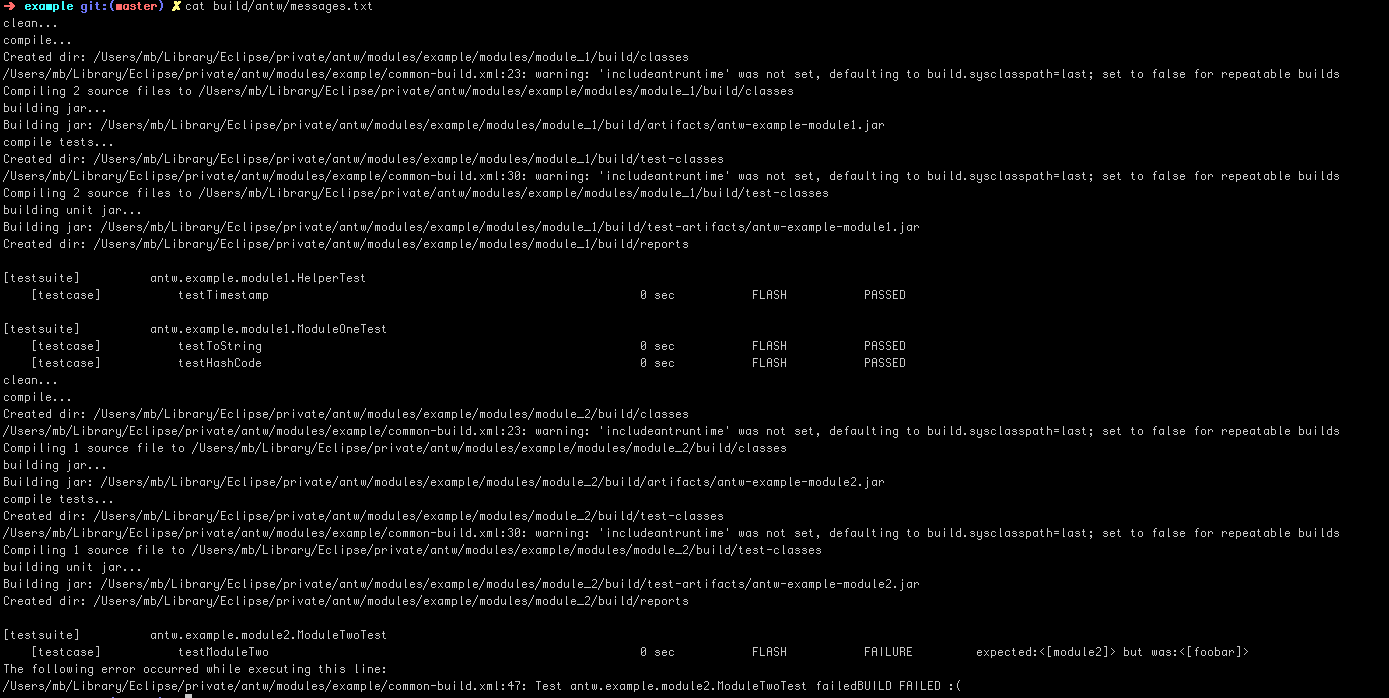 ➜ example git:(master) ✗ cat build/antw/messages.txt
clean...
compile...
Created dir: /Users/mb/Library/Eclipse/private/antw/modules/example/modules/module_1/build/classes
/Users/mb/Library/Eclipse/private/antw/modules/example/common-build.xml:23: warning: 'includeantruntime' was not set, defaulting to build.sysclasspath=last; set to false for repeatable builds
Compiling 2 source files to /Users/mb/Library/Eclipse/private/antw/modules/example/modules/module_1/build/classes
building jar...
Building jar: /Users/mb/Library/Eclipse/private/antw/modules/example/modules/module_1/build/artifacts/antw-example-module1.jar
compile tests...
Created dir: /Users/mb/Library/Eclipse/private/antw/modules/example/modules/module_1/build/test-classes
/Users/mb/Library/Eclipse/private/antw/modules/example/common-build.xml:30: warning: 'includeantruntime' was not set, defaulting to build.sysclasspath=last; set to false for repeatable builds
Compiling 2 source files to /Users/mb/Library/Eclipse/private/antw/modules/example/modules/module_1/build/test-classes
building unit jar...
Building jar: /Users/mb/Library/Eclipse/private/antw/modules/example/modules/module_1/build/test-artifacts/antw-example-module1.jar
Created dir: /Users/mb/Library/Eclipse/private/antw/modules/example/modules/module_1/build/reports
[testsuite] antw.example.module1.HelperTest
[testcase] testTimestamp 0 sec FLASH PASSED
[testsuite] antw.example.module1.ModuleOneTest
[testcase] testToString 0 sec FLASH PASSED
[testcase] testHashCode 0 sec FLASH PASSED
clean...
compile...
Created dir: /Users/mb/Library/Eclipse/private/antw/modules/example/modules/module_2/build/classes
/Users/mb/Library/Eclipse/private/antw/modules/example/common-build.xml:23: warning: 'includeantruntime' was not set, defaulting to build.sysclasspath=last; set to false for repeatable builds
Compiling 1 source file to /Users/mb/Library/Eclipse/private/antw/modules/example/modules/module_2/build/classes
building jar...
Building jar: /Users/mb/Library/Eclipse/private/antw/modules/example/modules/module_2/build/artifacts/antw-example-module2.jar
compile tests...
Created dir: /Users/mb/Library/Eclipse/private/antw/modules/example/modules/module_2/build/test-classes
/Users/mb/Library/Eclipse/private/antw/modules/example/common-build.xml:30: warning: 'includeantruntime' was not set, defaulting to build.sysclasspath=last; set to false for repeatable builds
Compiling 1 source file to /Users/mb/Library/Eclipse/private/antw/modules/example/modules/module_2/build/test-classes
building unit jar...
Building jar: /Users/mb/Library/Eclipse/private/antw/modules/example/modules/module_2/build/test-artifacts/antw-example-module2.jar
Created dir: /Users/mb/Library/Eclipse/private/antw/modules/example/modules/module_2/build/reports
[testsuite] antw.example.module2.ModuleTwoTest
[testcase] testModuleTwo 0 sec FLASH FAILURE expected:<[module2]> but was:<[foobar]>
The following error occurred while executing this line:
/Users/mb/Library/Eclipse/private/antw/modules/example/common-build.xml:47: Test antw.example.module2.ModuleTwoTest failedBUILD FAILED :(